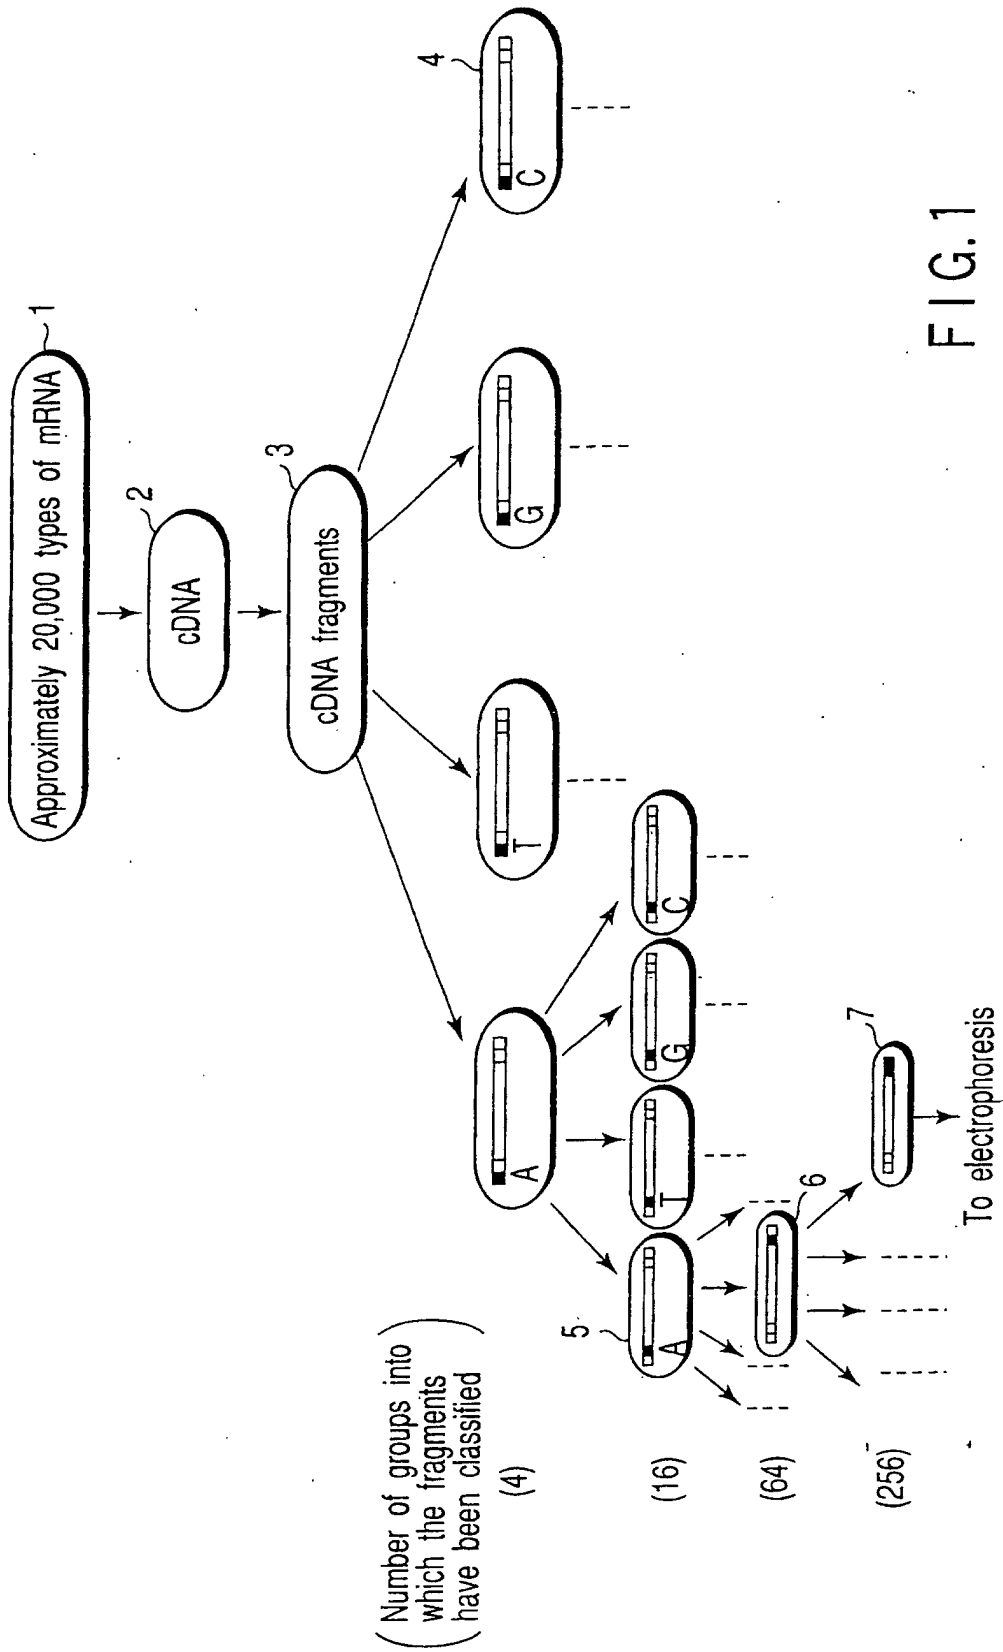 Approximately 20,000 types of mRNA
1
cDNA
2
cDNA fragments
3
(Number of groups into
which the fragments
have been classified)
(4)
A
T
G
C
4
(16)
5
A
T
G
C
(64)
6
(256)
7
To electrophoresis
FIG. 1